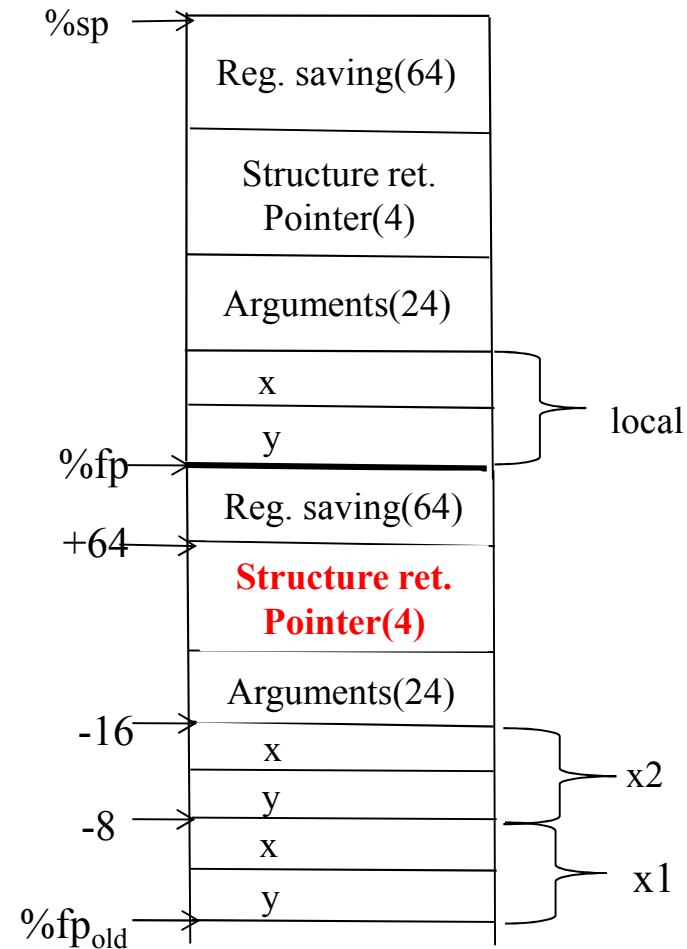 %sp
Reg. saving(64)
Structure ret.
Pointer(4)
Arguments(24)
x
local
y
%fp
Reg. saving(64)
+64
Structure ret.
Pointer(4)
Arguments(24)
-16
x
x2
y
-8
x
x1
y
%fpold